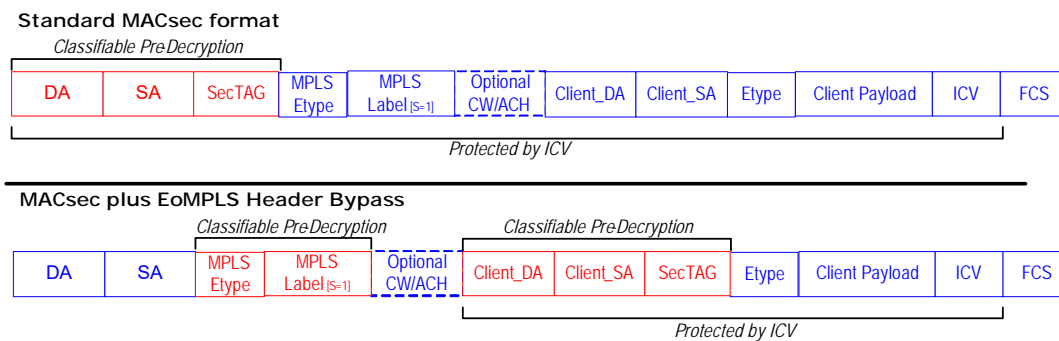 Standard MACsec format
Classifiable Pre-Decryption
DA SA SecTAG MPLS Etype MPLS Label [S=1] Optional CW/ACH Client_DA Client_SA Etype Client Payload ICV FCS
Protected by ICV
MACsec plus EoMPLS Header Bypass
Classifiable Pre-Decryption Classifiable Pre-Decryption
DA SA MPLS Etype MPLS Label [S=1] Optional CW/ACH Client_DA Client_SA SecTAG Etype Client Payload ICV FCS
Protected by ICV